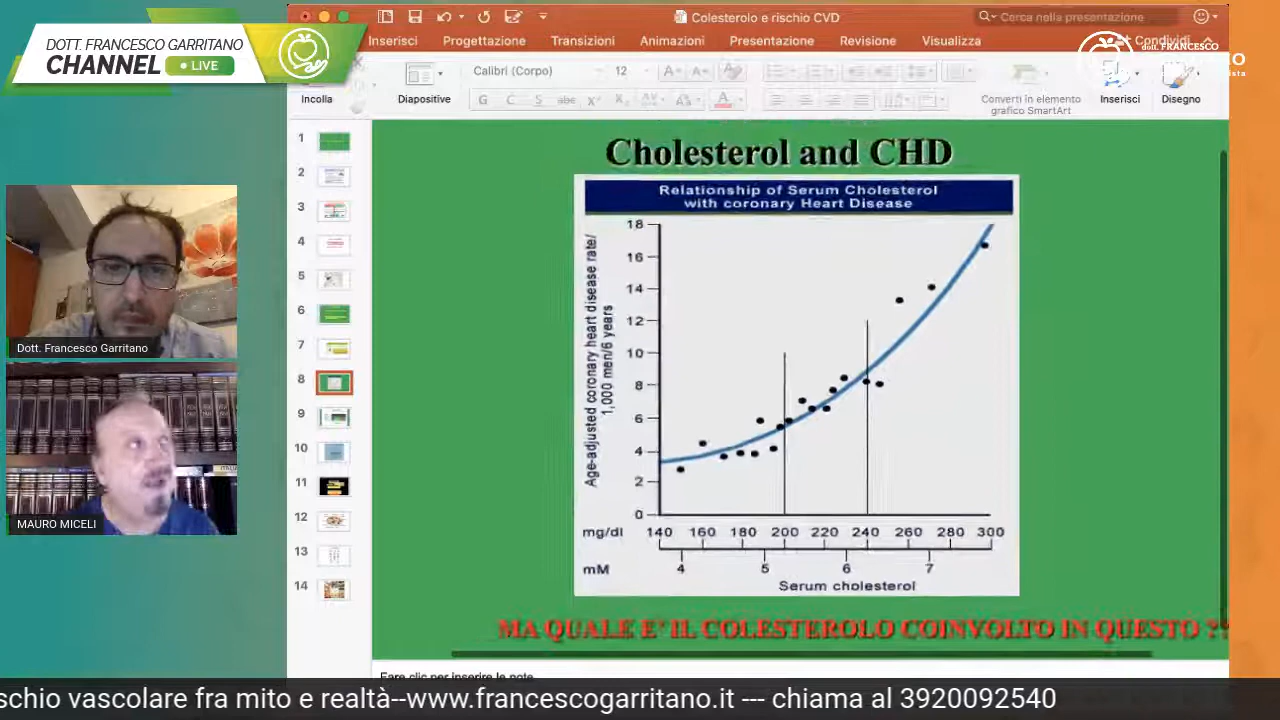 DOTT. FRANCESCO GARRITANO
CHANNEL
LIVE
Colesterolo e rischio CVD
Cerca nella presentazione
Inserisci
Progettazione
Transizioni
Animazioni
Presentazione
Revisione
Visualizza
Condividi
dott. FRANCESCO
Incolla
Diapositive
Calibri (Corpo)
12
G C S abc X² X₂ AV Aa A
Converti in elemento
grafico SmartArt
Inserisci
Disegno
1
2
3
4
5
6
7
8
9
10
11
12
13
14
Dott. Francesco Garritano
MAURO MICELI
Cholesterol and CHD
Relationship of Serum Cholesterol
with coronary Heart Disease
Age-adjusted coronary heart disease rate/
1,000 men/6 years
18
16
14
12
10
8
6
4
2
0
mg/dl 140 160 180 200 220 240 260 280 300
mM 4 5 6 7
Serum cholesterol
MA QUALE E' IL COLESTEROLO COINVOLTO IN QUESTO ??
Fare clic per inserire le note
schio vascolare fra mito e realtà--www.francescogarritano.it --- chiama al 3920092540